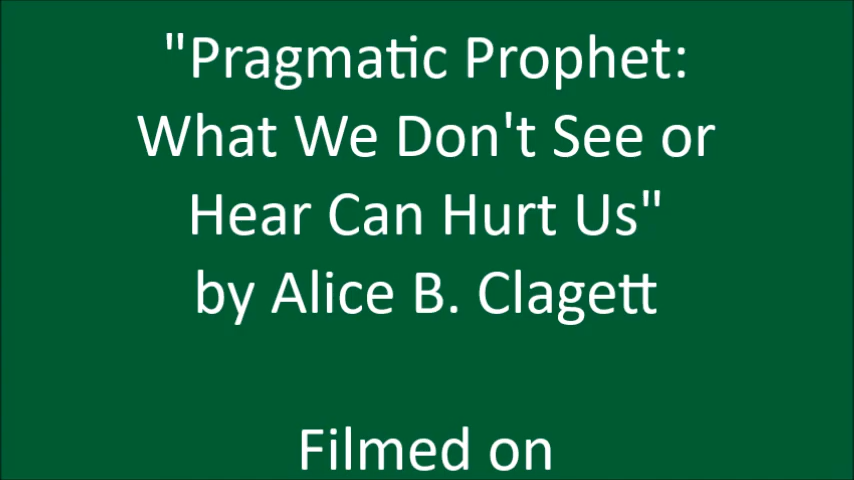 "Pragmatic Prophet:
What We Don't See or
Hear Can Hurt Us"
by Alice B. Clagett
Filmed on